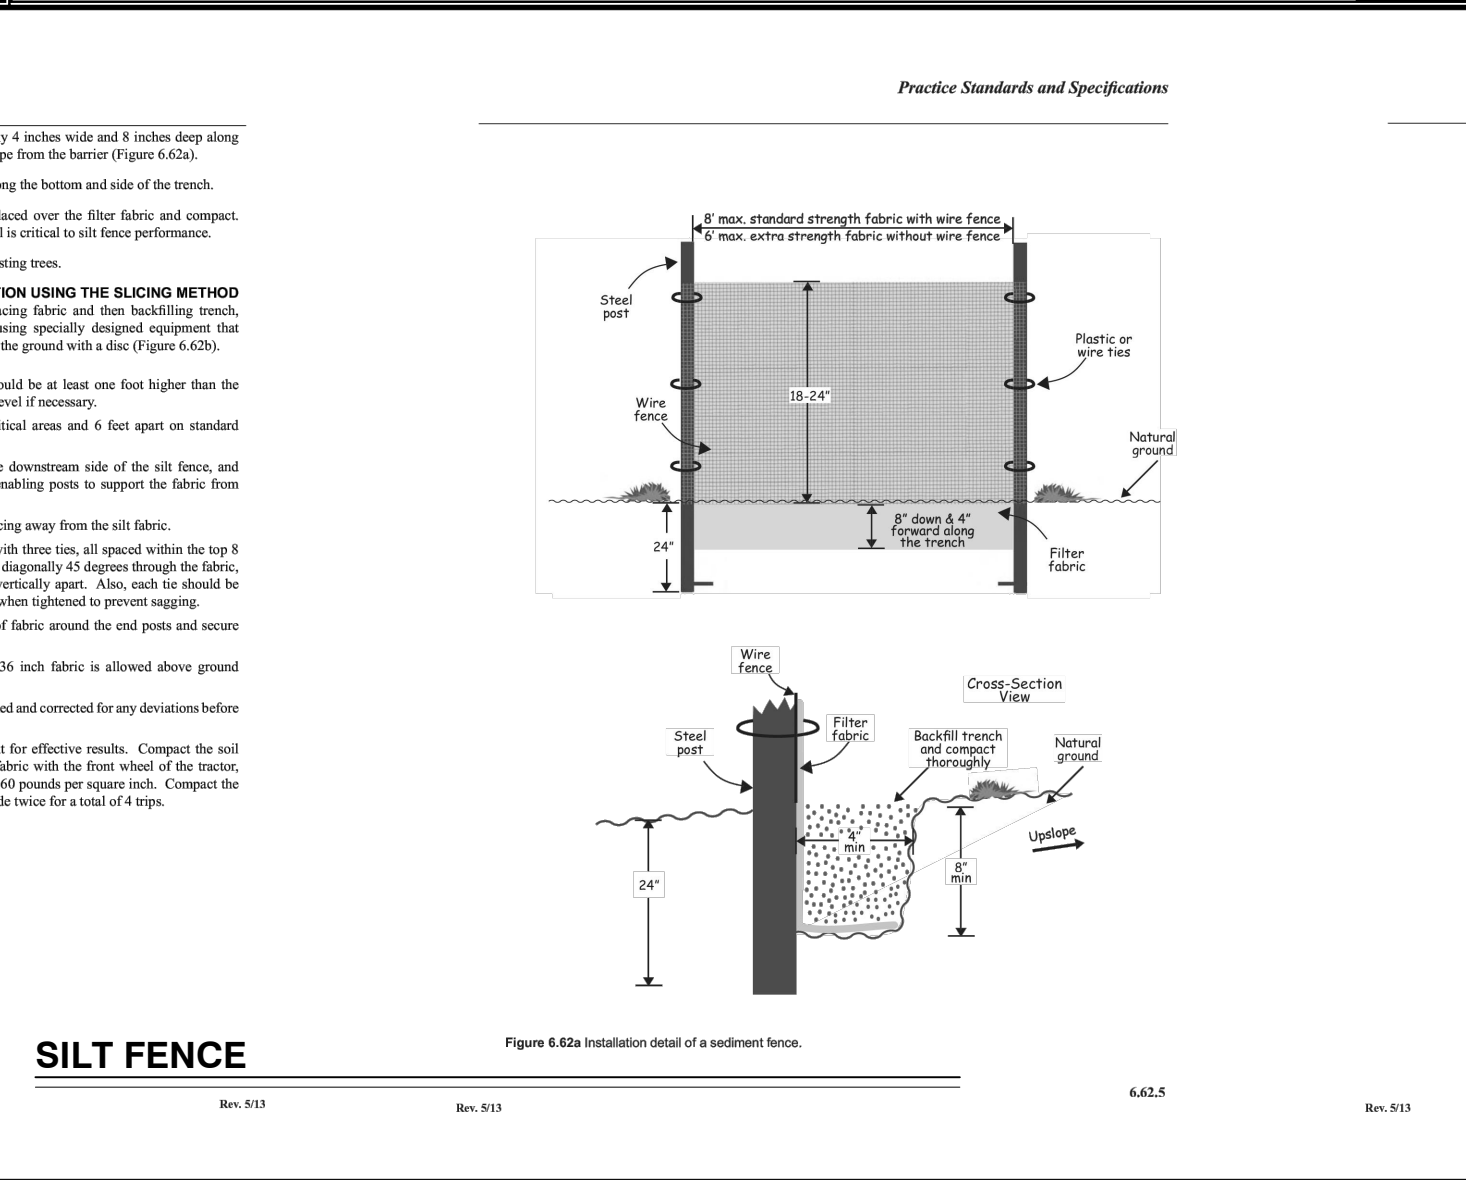 Practice Standards and Specifications
y 4 inches wide and 8 inches deep along
pe from the barrier (Figure 6.62a).
ong the bottom and side of the trench.
laced over the filter fabric and compact.
l is critical to silt fence performance.
sting trees.
TION USING THE SLICING METHOD
acing fabric and then backfilling trench,
using specially designed equipment that
the ground with a disc (Figure 6.62b).
ould be at least one foot higher than the
evel if necessary.
itical areas and 6 feet apart on standard
e downstream side of the silt fence, and
enabling posts to support the fabric from
cing away from the silt fabric.
with three ties, all spaced within the top 8
diagonally 45 degrees through the fabric,
vertically apart. Also, each tie should be
when tightened to prevent sagging.
of fabric around the end posts and secure
36 inch fabric is allowed above ground
ed and corrected for any deviations before
t for effective results. Compact the soil
fabric with the front wheel of the tractor,
60 pounds per square inch. Compact the
de twice for a total of 4 trips.
SILT FENCE
Rev. 5/13
8' max. standard strength fabric with wire fence
6' max. extra strength fabric without wire fence
Steel
post
Plastic or
wire ties
18-24"
Wire
fence
Natural
ground
8" down & 4"
forward along
the trench
24"
Filter
fabric
Wire
fence
Cross-Section
View
Steel
post
Filter
fabric
Backfill trench
and compact
thoroughly
Natural
ground
4"
min
Upslope
8"
min
24"
Figure 6.62a Installation detail of a sediment fence.
6.62.5
Rev. 5/13
Rev. 5/13